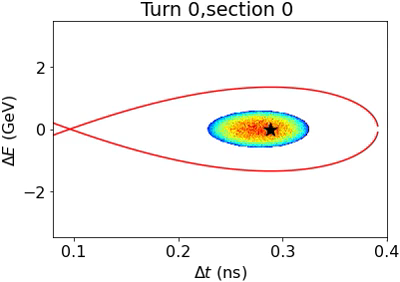 Turn 0,section 0
ΔE (GeV)
2
0
−2
0.1 0.2 0.3 0.4
Δt (ns)